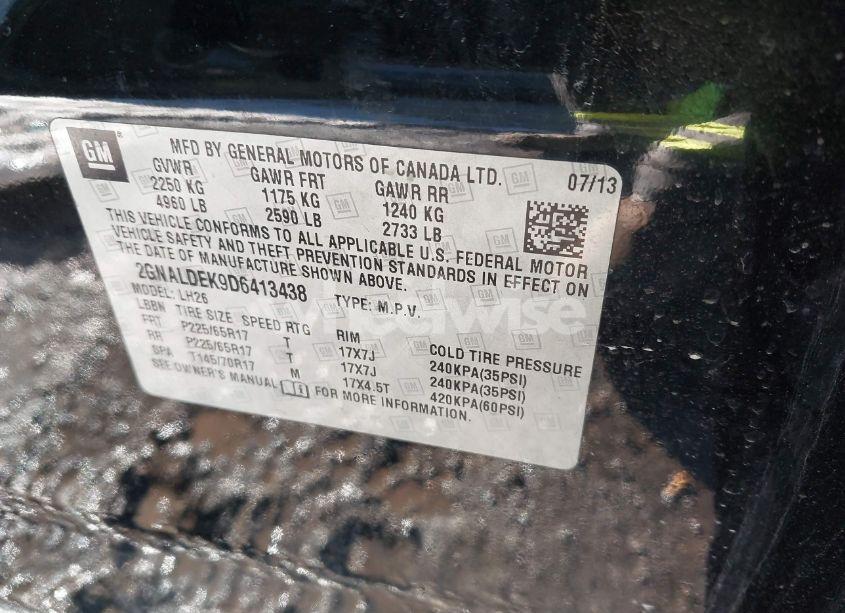 GM
MFD BY GENERAL MOTORS OF CANADA LTD.
07/13
GVWR GAWR FRT GAWR RR
2250 KG 1175 KG 1240 KG
4960 LB 2590 LB 2733 LB
THIS VEHICLE CONFORMS TO ALL APPLICABLE U.S. FEDERAL MOTOR
VEHICLE SAFETY AND THEFT PREVENTION STANDARDS IN EFFECT ON
THE DATE OF MANUFACTURE SHOWN ABOVE.
2GNALDEK9D6413438 TYPE: M.P.V.
MODEL: LH26
LBBN TIRE SIZE SPEED RTG RIM COLD TIRE PRESSURE
FRT P225/65R17 T 17X7J 240KPA(35PSI)
RR P225/65R17 T 17X7J 240KPA(35PSI)
SPA T145/70R17 M 17X4.5T 420KPA(60PSI)
SEE OWNER'S MANUAL FOR MORE INFORMATION.